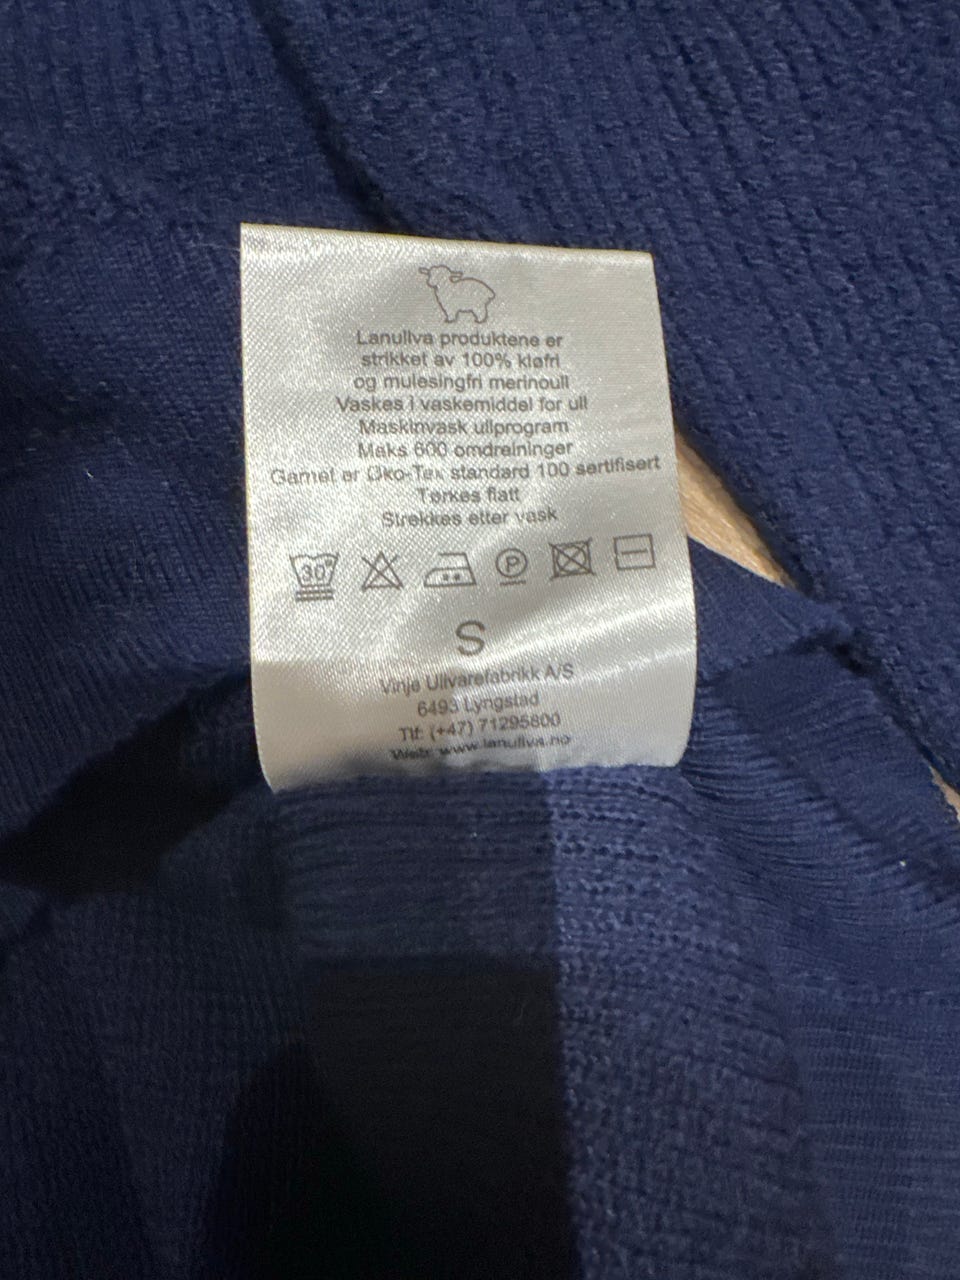 Lanullva produktene er
strikket av 100% kløfri
og mulesingfri merinoull
Vaskes i vaskemiddel for ull
Maskinvask ullprogram
Maks 600 omdreininger
Garnet er Øko-Tex standard 100 sertifisert
Tørkes flatt
Strekkes etter vask
30° P
S
Vinje Ullvarefabrikk A/S
6493 Lyngstad
Tlf: (+47) 71295800
Web: www.lanullva.no